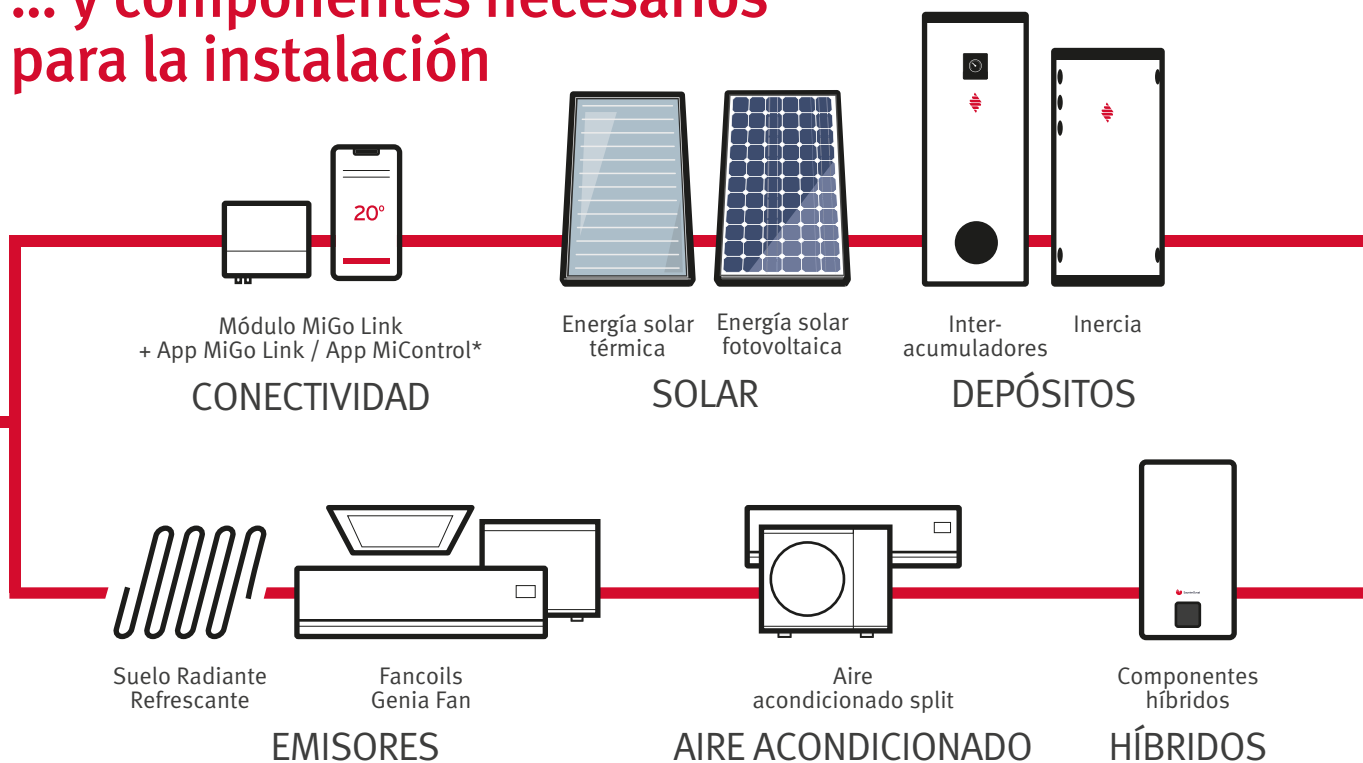 ... y componentes necesarios
para la instalación
20°
Módulo MiGo Link
+ App MiGo Link / App MiControl*
CONECTIVIDAD
Energía solar
térmica
Energía solar
fotovoltaica
SOLAR
Inter-
acumuladores
Inercia
DEPÓSITOS
Suelo Radiante
Refrescante
Fancoils
Genia Fan
EMISORES
Aire
acondicionado split
AIRE ACONDICIONADO
Componentes
híbridos
HÍBRIDOS